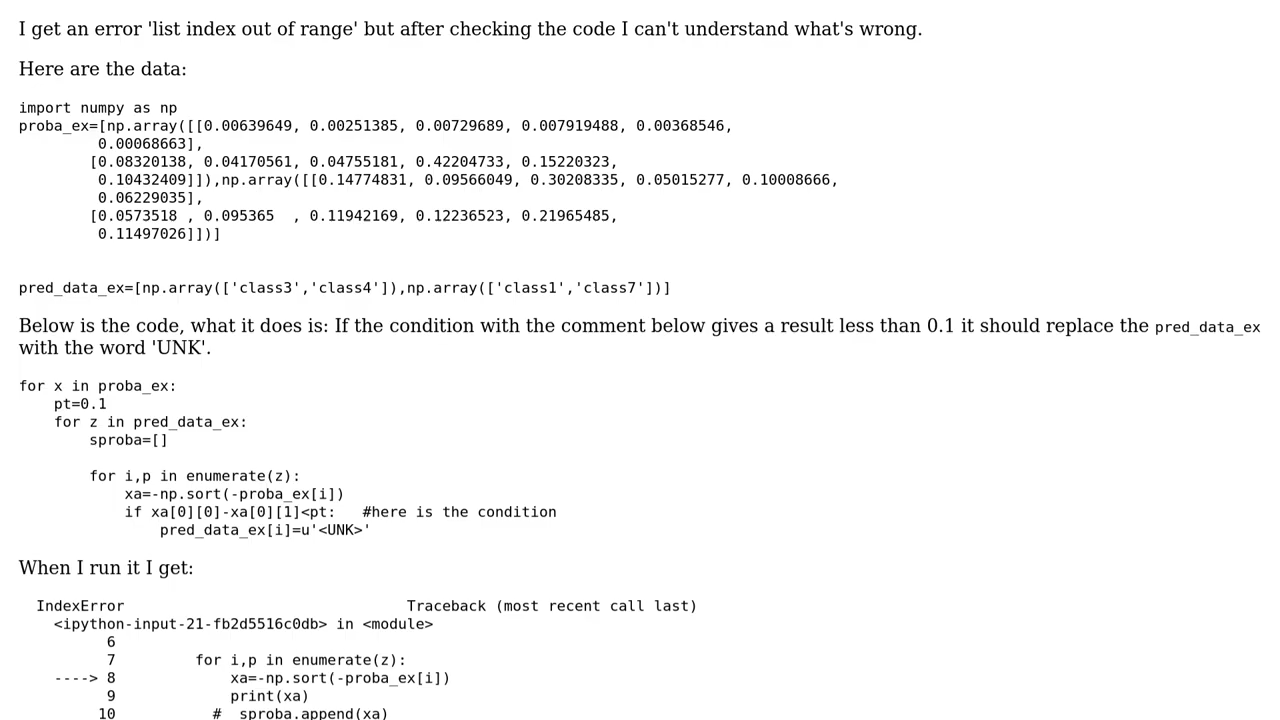 I get an error 'list index out of range' but after checking the code I can't understand what's wrong.
Here are the data:
import numpy as np
proba_ex=[np.array([[0.00639649, 0.00251385, 0.00729689, 0.007919488, 0.00368546,
         0.00068663],
        [0.08320138, 0.04170561, 0.04755181, 0.42204733, 0.15220323,
         0.10432409]]),np.array([[0.14774831, 0.09566049, 0.30208335, 0.05015277, 0.10008666,
         0.06229035],
        [0.0573518 , 0.095365  , 0.11942169, 0.12236523, 0.21965485,
         0.11497026]])]
pred_data_ex=[np.array(['class3','class4']),np.array(['class1','class7'])]
Below is the code, what it does is: If the condition with the comment below gives a result less than 0.1 it should replace the pred_data_ex
with the word 'UNK'.
for x in proba_ex:
    pt=0.1
    for z in pred_data_ex:
        sproba=[]
        for i,p in enumerate(z):
            xa=-np.sort(-proba_ex[i])
            if xa[0][0]-xa[0][1]<pt:   #here is the condition
                pred_data_ex[i]=u'<UNK>'
When I run it I get:
  IndexError                                Traceback (most recent call last)
    <ipython-input-21-fb2d5516c0db> in <module>
          6
          7         for i,p in enumerate(z):
    ----> 8             xa=-np.sort(-proba_ex[i])
          9             print(xa)
         10           #  sproba.append(xa)